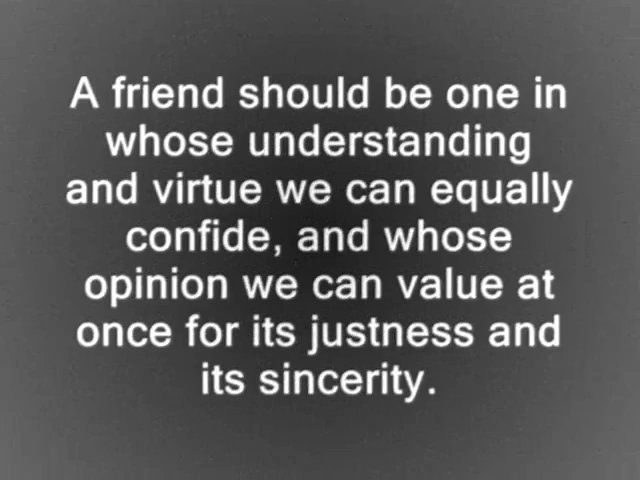 A friend should be one in
whose understanding
and virtue we can equally
confide, and whose
opinion we can value at
once for its justness and
its sincerity.